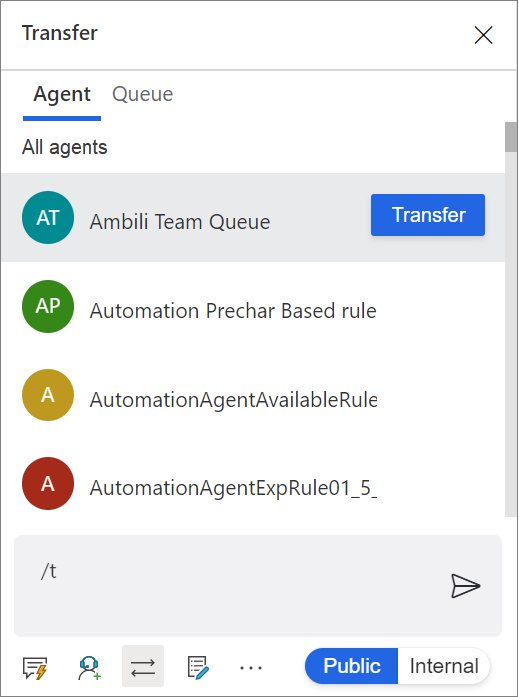 Transfer
Agent Queue
All agents
AT Ambili Team Queue Transfer
AP Automation Prechar Based rule
A AutomationAgentAvailableRule
A AutomationAgentExpRule01_5_
/t
Public Internal